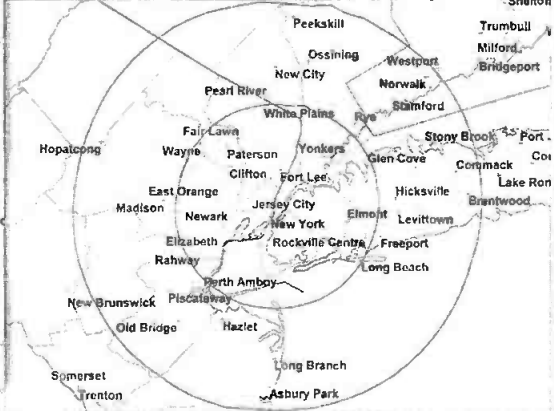 Shelton
Peekskill
Trumbull
Ossining
Milford
Westport
Bridgeport
New City
Norwalk
Pearl River
Stamford
White Plains
Rye
Fair Lawn
Stony Brook
Port
Hopatcong
Wayne
Paterson
Yonkers
Glen Cove
Commack
Clifton
Fort Lee
Lake Ron
East Orange
Hicksville
Brentwood
Madison
Jersey City
Newark
Elmont
Levittown
New York
Elizabeth
Rockville Centre
Freeport
Rahway
Long Beach
Perth Amboy
New Brunswick
Piscataway
Old Bridge
Hazlet
Long Branch
Somerset
Trenton
Asbury Park